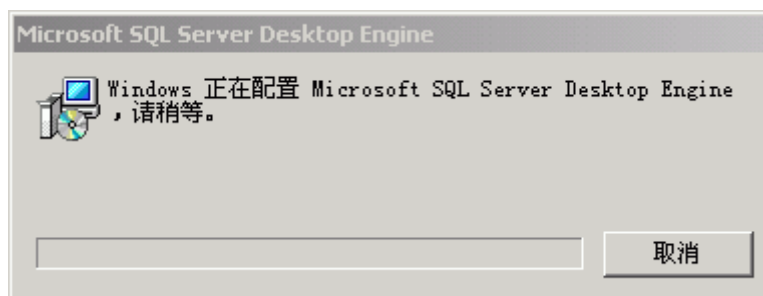 Microsoft SQL Server Desktop Engine
Windows 正在配置 Microsoft SQL Server Desktop Engine
，请稍等。
取消